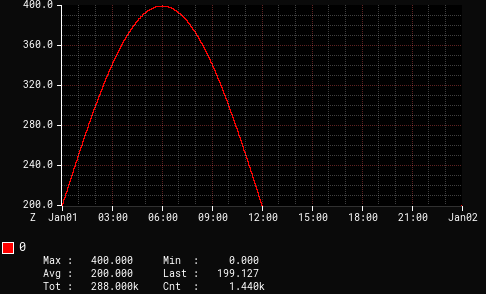 400.0
360.0
320.0
280.0
240.0
200.0
Z Jan01 03:00 06:00 09:00 12:00 15:00 18:00 21:00 Jan02
0
Max : 400.000 Min : 0.000
Avg : 200.000 Last : 199.127
Tot : 288.000k Cnt : 1.440k